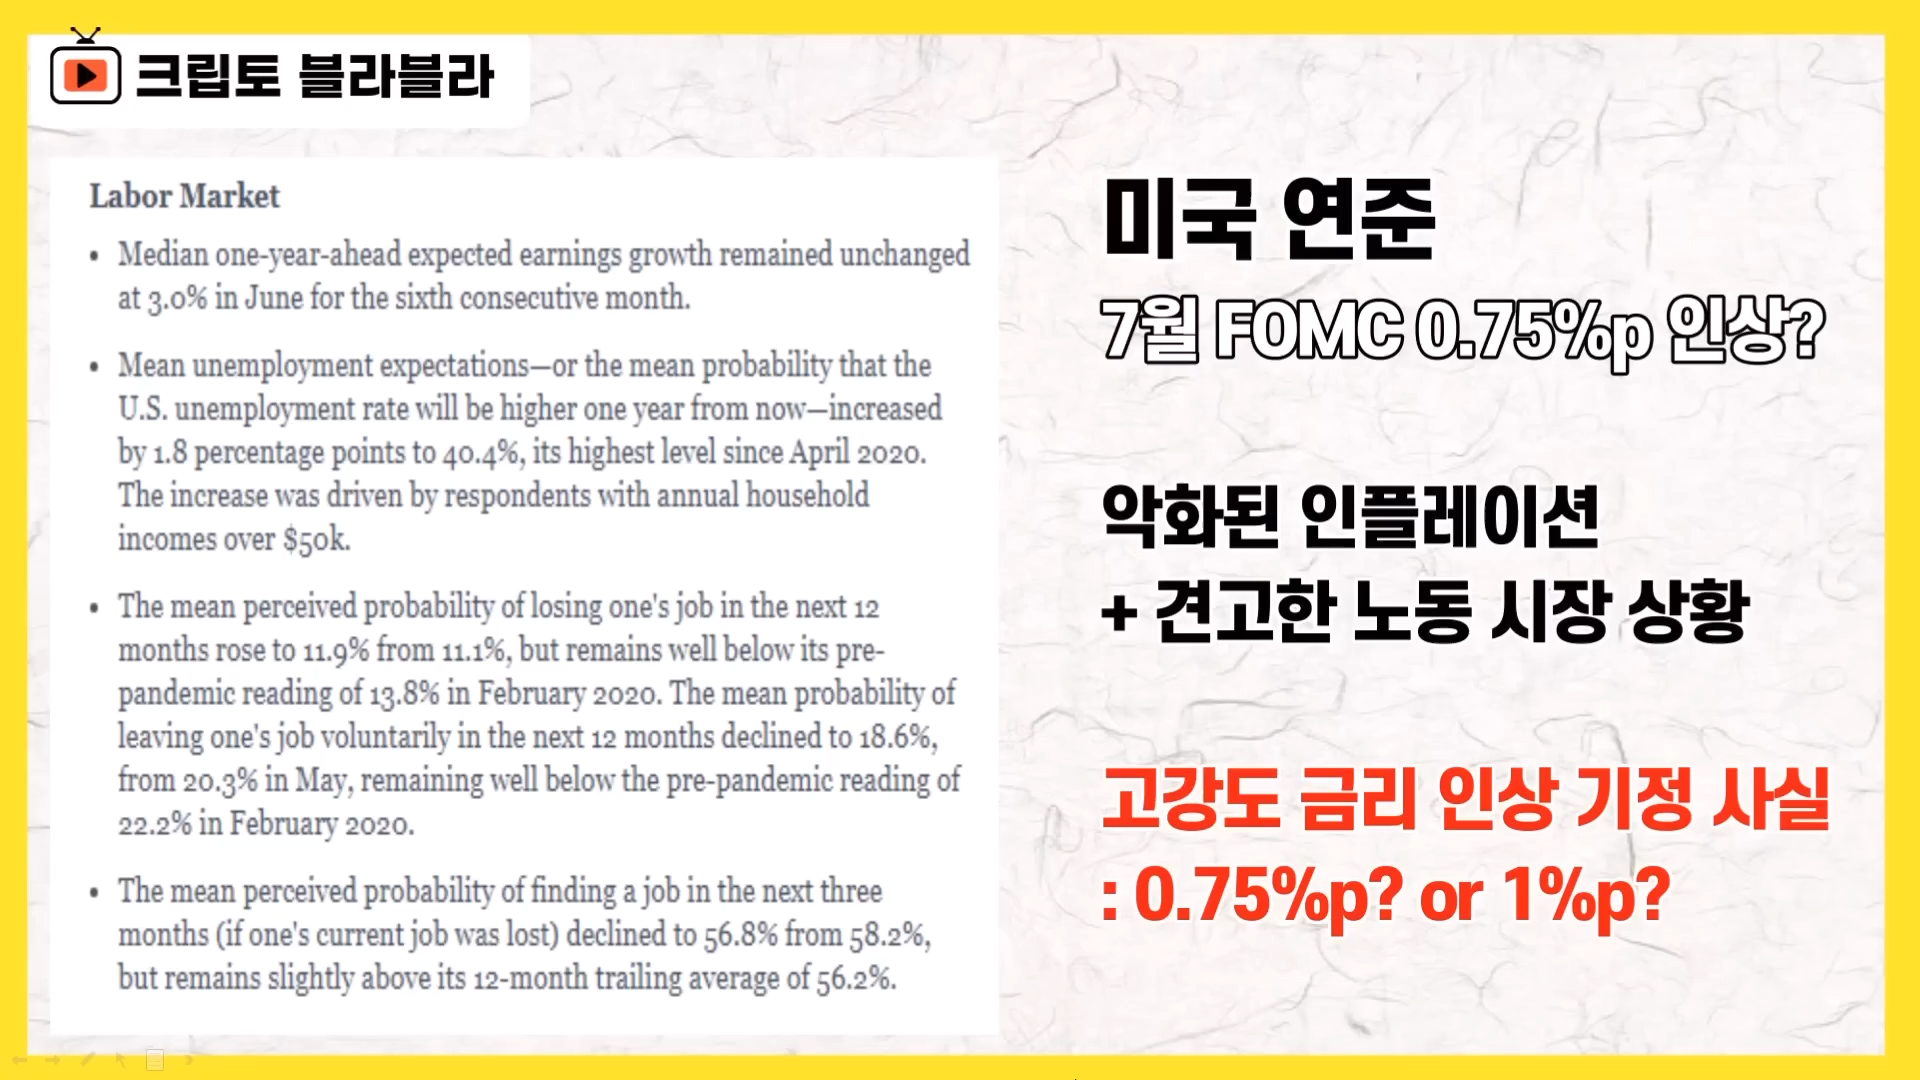 크립토 블라블라
Labor Market
• Median one-year-ahead expected earnings growth remained unchanged
at 3.0% in June for the sixth consecutive month.
• Mean unemployment expectations—or the mean probability that the
U.S. unemployment rate will be higher one year from now—increased
by 1.8 percentage points to 40.4%, its highest level since April 2020.
The increase was driven by respondents with annual household
incomes over $50k.
• The mean perceived probability of losing one's job in the next 12
months rose to 11.9% from 11.1%, but remains well below its pre-
pandemic reading of 13.8% in February 2020. The mean probability of
leaving one's job voluntarily in the next 12 months declined to 18.6%,
from 20.3% in May, remaining well below the pre-pandemic reading of
22.2% in February 2020.
• The mean perceived probability of finding a job in the next three
months (if one's current job was lost) declined to 56.8% from 58.2%,
but remains slightly above its 12-month trailing average of 56.2%.
미국 연준
7월 FOMC 0.75%p 인상?
악화된 인플레이션
+ 견고한 노동 시장 상황
고강도 금리 인상 기정 사실
: 0.75%p? or 1%p?